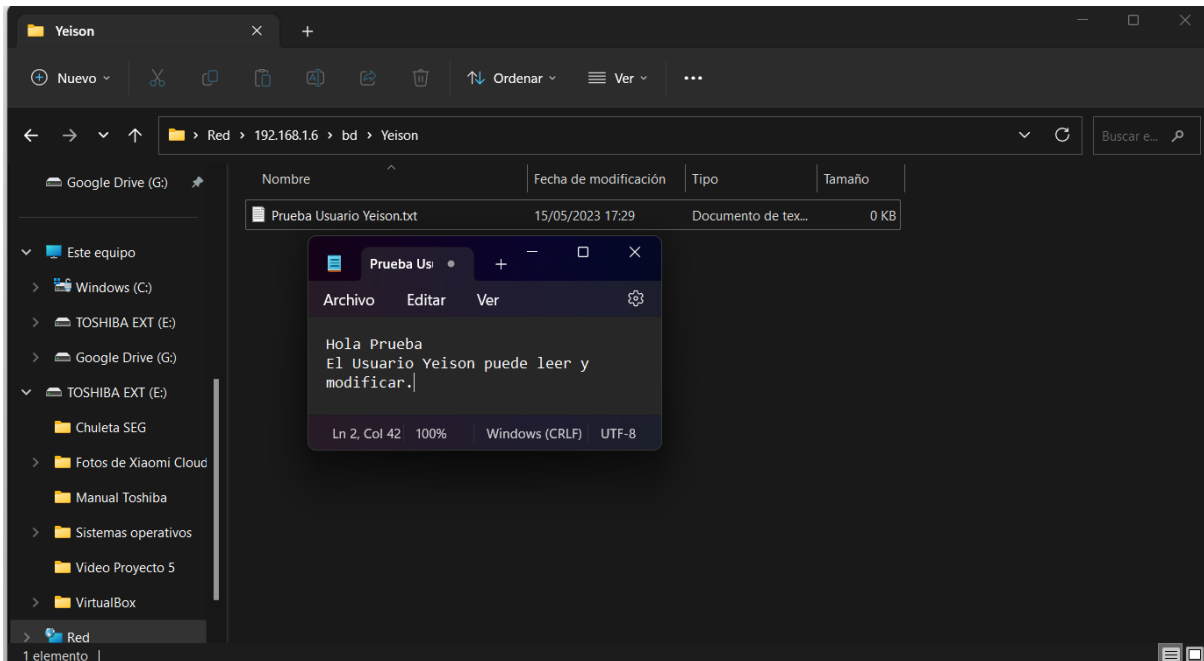 Yeison
Nuevo
Ordenar
Ver
Red > 192.168.1.6 > bd > Yeison
Buscar e...
Google Drive (G:)
Este equipo
Windows (C:)
TOSHIBA EXT (E:)
Google Drive (G:)
TOSHIBA EXT (E:)
Chuleta SEG
Fotos de Xiaomi Cloud
Manual Toshiba
Sistemas operativos
Video Proyecto 5
VirtualBox
Red
Nombre Fecha de modificación Tipo Tamaño
Prueba Usuario Yeison.txt 15/05/2023 17:29 Documento de tex... 0 KB
Prueba Usu
Archivo Editar Ver
Hola Prueba
El Usuario Yeison puede leer y
modificar.
Ln 2, Col 42 100% Windows (CRLF) UTF-8
1 elemento